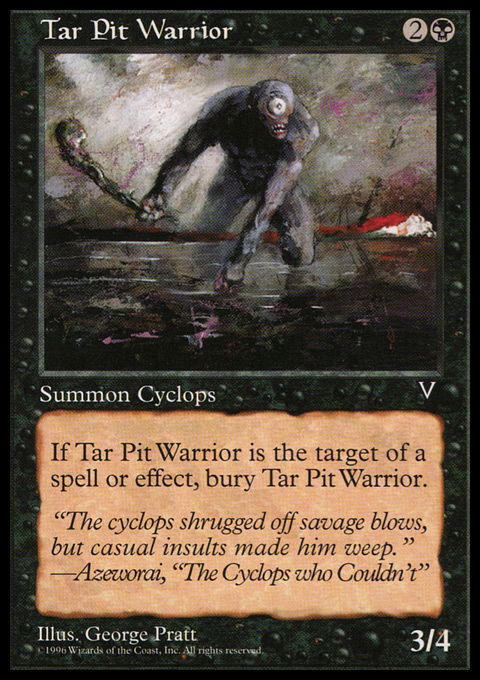 Tar Pit Warrior 2
Summon Cyclops V
If Tar Pit Warrior is the target of a
spell or effect, bury Tar Pit Warrior.
“The cyclops shrugged off savage blows,
but casual insults made him weep.”
—Azeworai, “The Cyclops who Couldn’t”
Illus. George Pratt
©1996 Wizards of the Coast, Inc. All rights reserved.
3/4